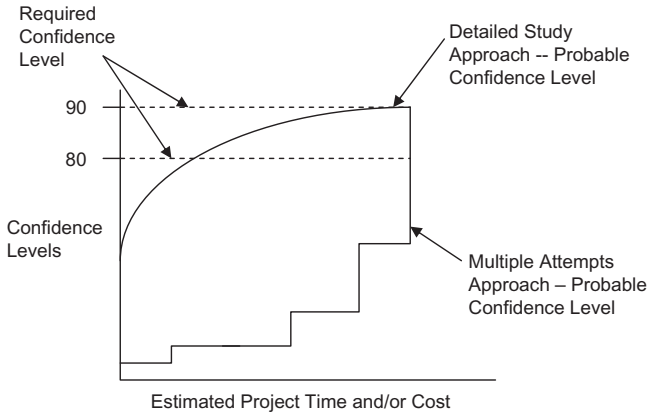 Required
Confidence
Level
Detailed Study
Approach -- Probable
Confidence Level
90
80
Confidence
Levels
Multiple Attempts
Approach – Probable
Confidence Level
Estimated Project Time and/or Cost